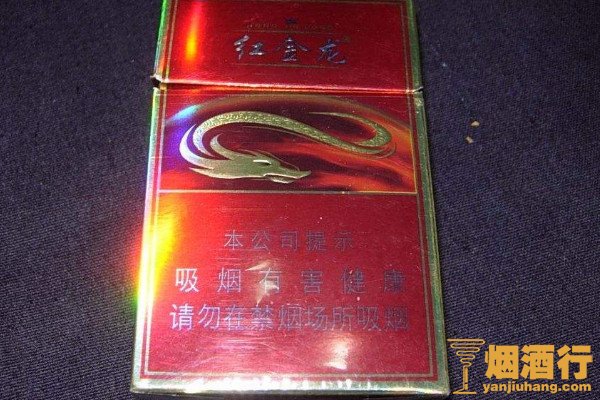 红金龙
本公司提示
吸烟有害健康
请勿在禁烟场所吸烟
烟酒行
yanjiuhang.com